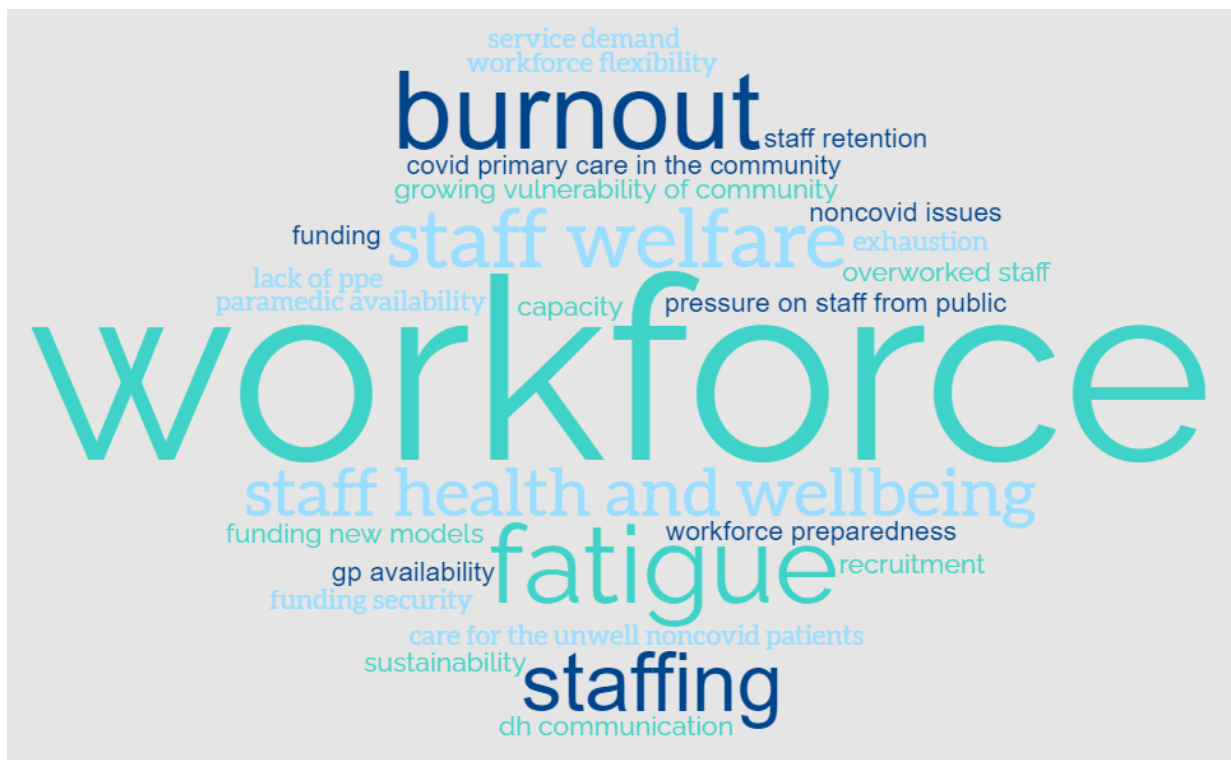 service demand
workforce flexibility
burnout
staff retention
covid primary care in the community
growing vulnerability of community
noncovid issues
funding
staff welfare
exhaustion
lack of ppe
overworked staff
paramedic availability
capacity
pressure on staff from public
workforce
staff health and wellbeing
funding new models
workforce preparedness
fatigue
gp availability
recruitment
funding security
care for the unwell noncovid patients
sustainability
staffing
dh communication